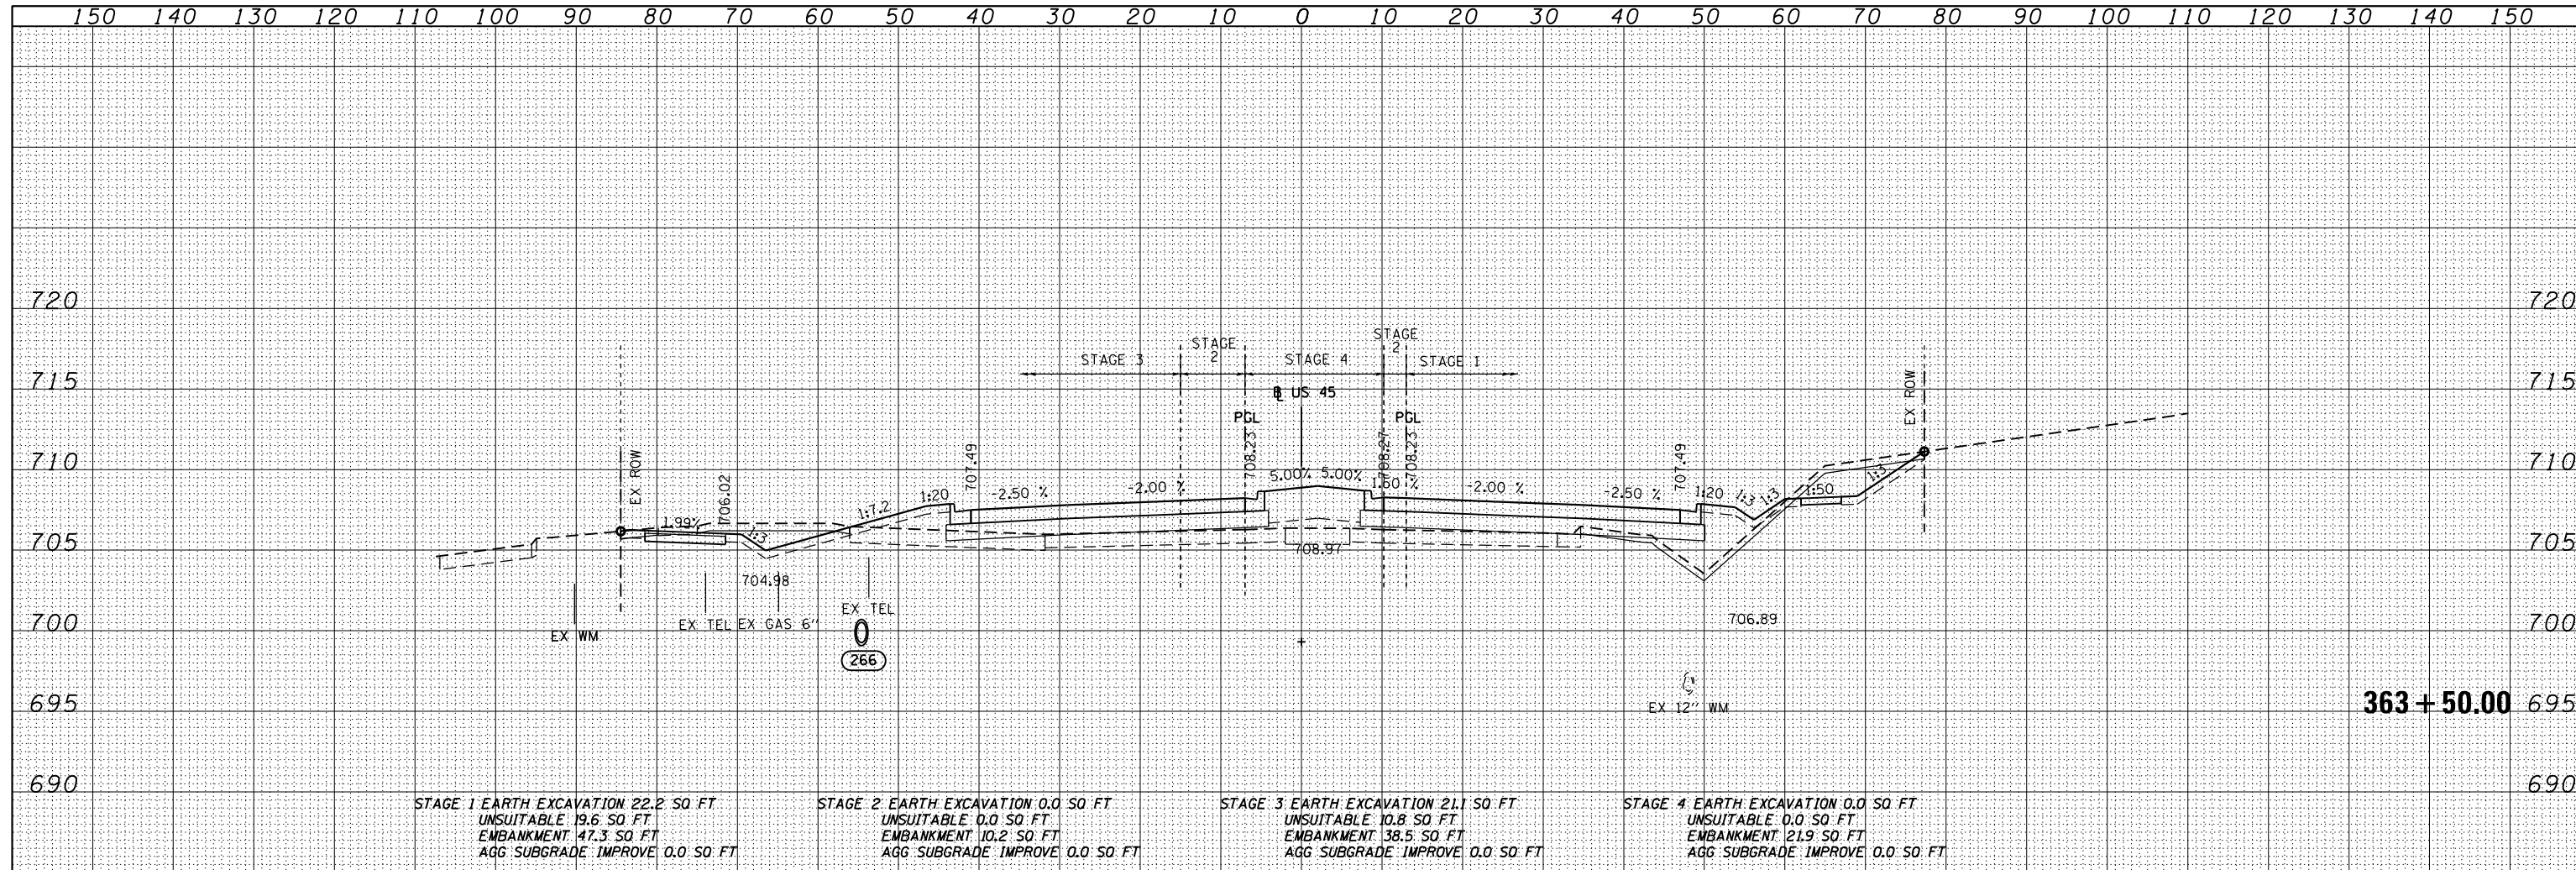 150 140 130 120 110 100 90 80 70 60 50 40 30 20 10 0 10 20 30 40 50 60 70 80 90 100 110 120 130 140 150
720 720
STAGE 3 STAGE 2 STAGE 4 STAGE 2 STAGE 1
715 715
℄ US 45
EX ROW
PGL PGL
710 710
EX ROW
706.02
707.49
708.23
708.27
708.23
707.49
1.99%
1:3
1:7.2
1:20
-2.50 %
-2.00 %
5.00% 5.00%
1.60 %
-2.00 %
-2.50 %
1:20
1:3
1:3
1:50
1:3
705 705
708.97
704.98
EX TEL
700 700
EX WM
EX TEL
EX GAS 6"
706.89
266
EX 12" WM
695 363+50.00 695
690 690
STAGE 1 EARTH EXCAVATION 22.2 SQ FT
UNSUITABLE 19.6 SQ FT
EMBANKMENT 47.3 SQ FT
AGG SUBGRADE IMPROVE 0.0 SQ FT
STAGE 2 EARTH EXCAVATION 0.0 SQ FT
UNSUITABLE 0.0 SQ FT
EMBANKMENT 10.2 SQ FT
AGG SUBGRADE IMPROVE 0.0 SQ FT
STAGE 3 EARTH EXCAVATION 21.1 SQ FT
UNSUITABLE 10.8 SQ FT
EMBANKMENT 38.5 SQ FT
AGG SUBGRADE IMPROVE 0.0 SQ FT
STAGE 4 EARTH EXCAVATION 0.0 SQ FT
UNSUITABLE 0.0 SQ FT
EMBANKMENT 21.9 SQ FT
AGG SUBGRADE IMPROVE 0.0 SQ FT